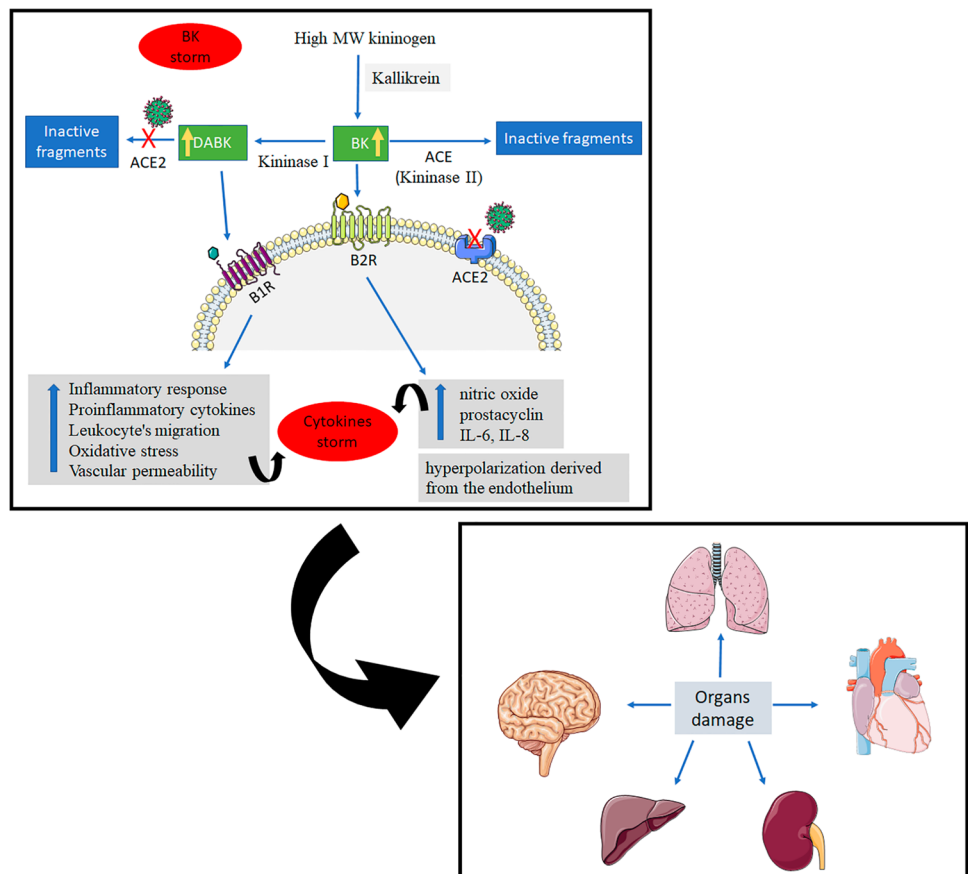 BK
storm
High MW kininogen
Kallikrein
Inactive
fragments
ACE2
DABK
Kininase I
BK
ACE
(Kininase II)
Inactive fragments
B1R
B2R
ACE2
Inflammatory response
Proinflammatory cytokines
Leukocyte's migration
Oxidative stress
Vascular permeability
Cytokines
storm
nitric oxide
prostacyclin
IL-6, IL-8
hyperpolarization derived
from the endothelium
Organs
damage